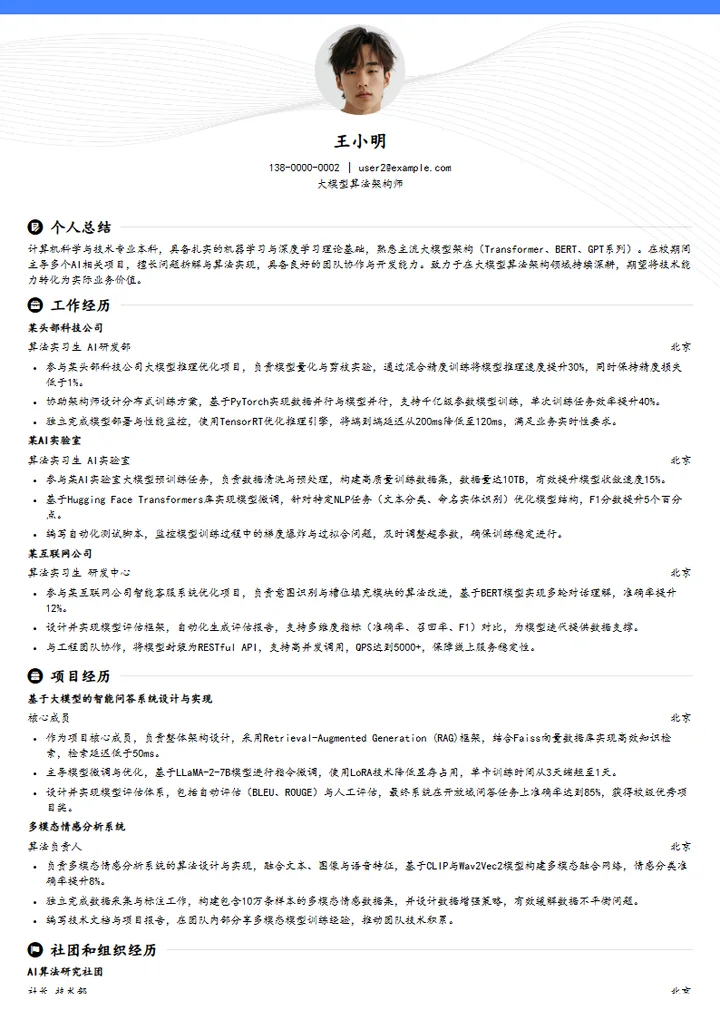 王小明
138-0000-0002 | user2@example.com
大模型算法架构师
个人总结
计算机科学与技术专业本科，具备扎实的机器学习与深度学习理论基础，熟悉主流大模型架构（Transformer、BERT、GPT系列）。在校期间
主导多个AI相关项目，擅长问题拆解与算法实现，具备良好的团队协作与开发能力。致力于在大模型算法架构领域持续深耕，期望将技术能
力转化为实际业务价值。
工作经历
某头部科技公司
算法实习生 AI研发部 北京
• 参与某头部科技公司大模型推理优化项目，负责模型量化与剪枝实验，通过混合精度训练将模型推理速度提升30%，同时保持精度损失
低于1%。
• 协助架构师设计分布式训练方案，基于PyTorch实现数据并行与模型并行，支持千亿级参数模型训练，单次训练任务效率提升40%。
• 独立完成模型部署与性能监控，使用TensorRT优化推理引擎，将端到端延迟从200ms降低至120ms，满足业务实时性要求。
某AI实验室
算法实习生 AI实验室 北京
• 参与某AI实验室大模型预训练任务，负责数据清洗与预处理，构建高质量训练数据集，数据量达10TB，有效提升模型收敛速度15%。
• 基于Hugging Face Transformers库实现模型微调，针对特定NLP任务（文本分类、命名实体识别）优化模型结构，F1分数提升5个百分
点。
• 编写自动化测试脚本，监控模型训练过程中的梯度爆炸与过拟合问题，及时调整超参数，确保训练稳定进行。
某互联网公司
算法实习生 研发中心 北京
• 参与某互联网公司智能客服系统优化项目，负责意图识别与槽位填充模块的算法改进，基于BERT模型实现多轮对话理解，准确率提升
12%。
• 设计并实现模型评估框架，自动化生成评估报告，支持多维度指标（准确率、召回率、F1）对比，为模型迭代提供数据支撑。
• 与工程团队协作，将模型封装为RESTful API，支持高并发调用，QPS达到5000+，保障线上服务稳定性。
项目经历
基于大模型的智能问答系统设计与实现
核心成员 北京
• 作为项目核心成员，负责整体架构设计，采用Retrieval-Augmented Generation (RAG)框架，结合Faiss向量数据库实现高效知识检
索，检索延迟低于50ms。
• 主导模型微调与优化，基于LLaMA-2-7B模型进行指令微调，使用LoRA技术降低显存占用，单卡训练时间从3天缩短至1天。
• 设计并实现模型评估体系，包括自动评估（BLEU、ROUGE）与人工评估，最终系统在开放域问答任务上准确率达到85%，获得校级优秀项
目奖。
多模态情感分析系统
算法负责人 北京
• 负责多模态情感分析系统的算法设计与实现，融合文本、图像与语音特征，基于CLIP与Wav2Vec2模型构建多模态融合网络，情感分类准
确率提升8%。
• 独立完成数据采集与标注工作，构建包含10万条样本的多模态情感数据集，并设计数据增强策略，有效缓解数据不平衡问题。
• 编写技术文档与项目报告，在团队内部分享多模态模型训练经验，推动团队技术积累。
社团和组织经历
AI算法研究社团
社长 技术部 北京